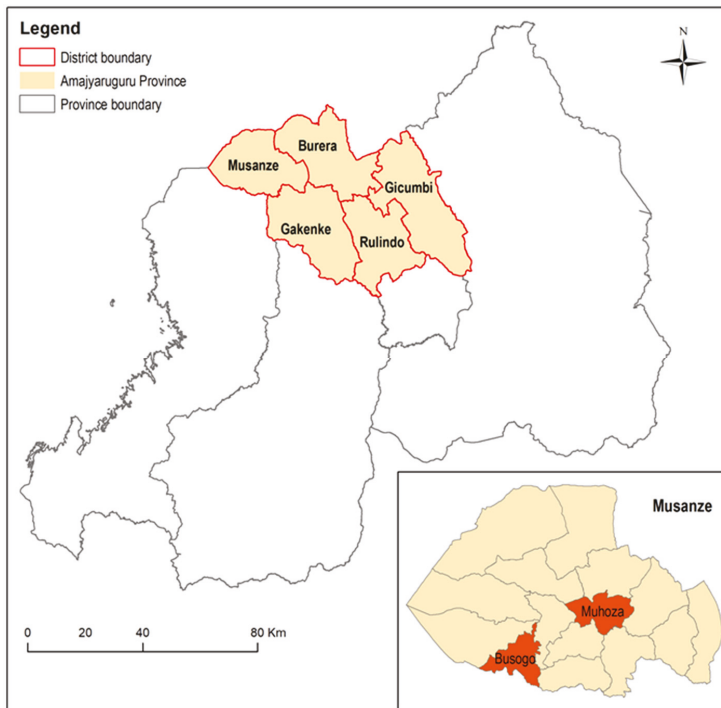 Legend
District boundary
Amajyaruguru Province
Province boundary
N
Burera
Musanze
Gicumbi
Gakenke
Rulindo
0 20 40 80 Km
Musanze
Muhoza
Busogo